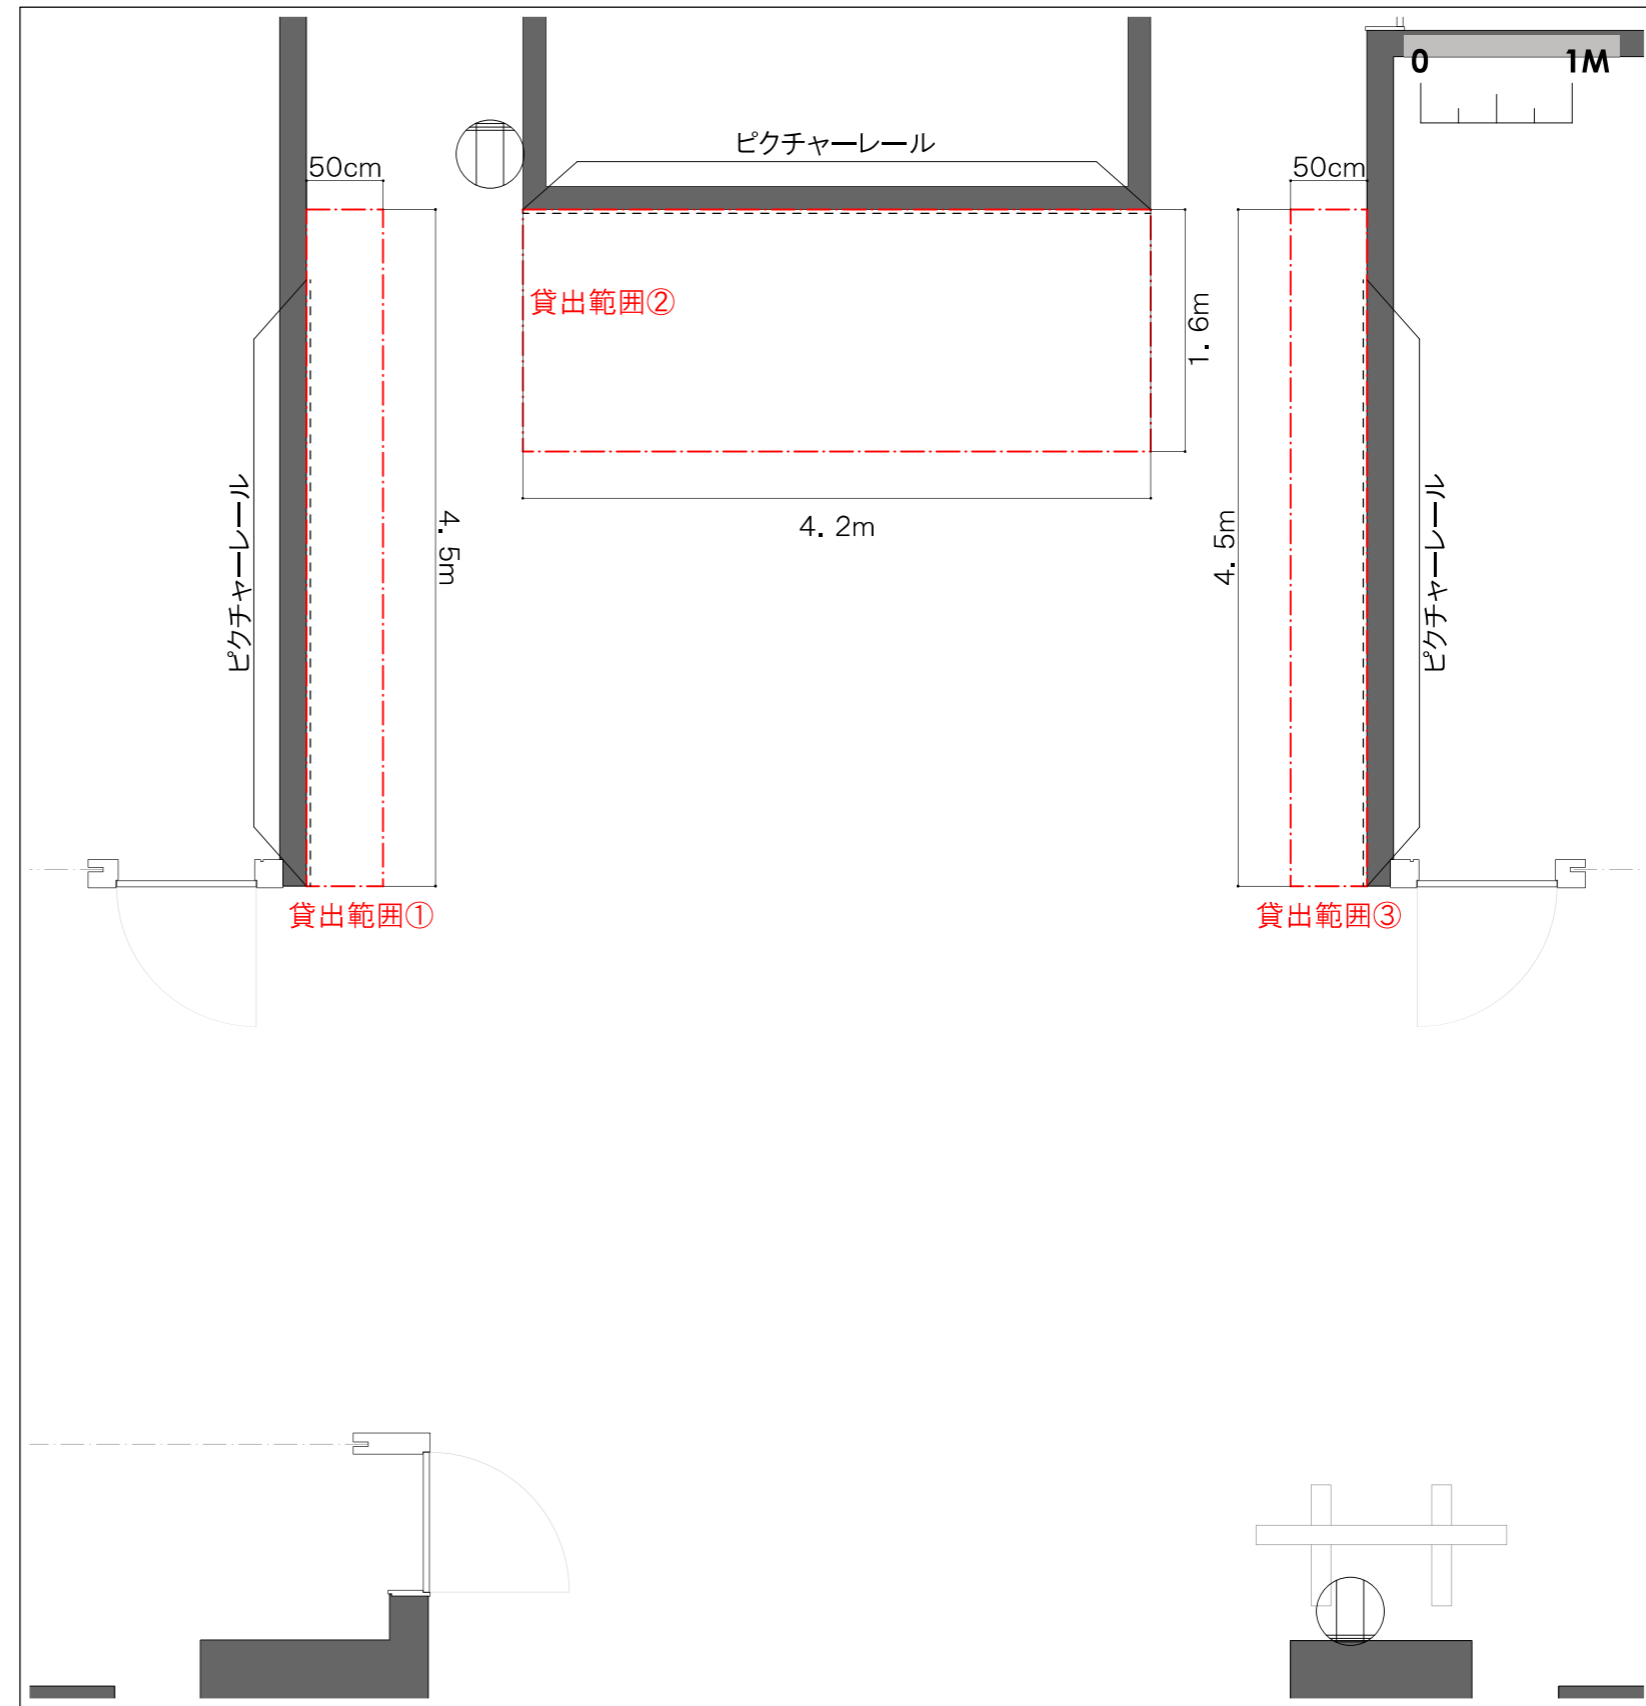 0 1M
ピクチャーレール
50cm
50cm
貸出範囲②
1. 6m
ピクチャーレール
4. 5m
4. 2m
4. 5m
ピクチャーレール
貸出範囲①
貸出範囲③